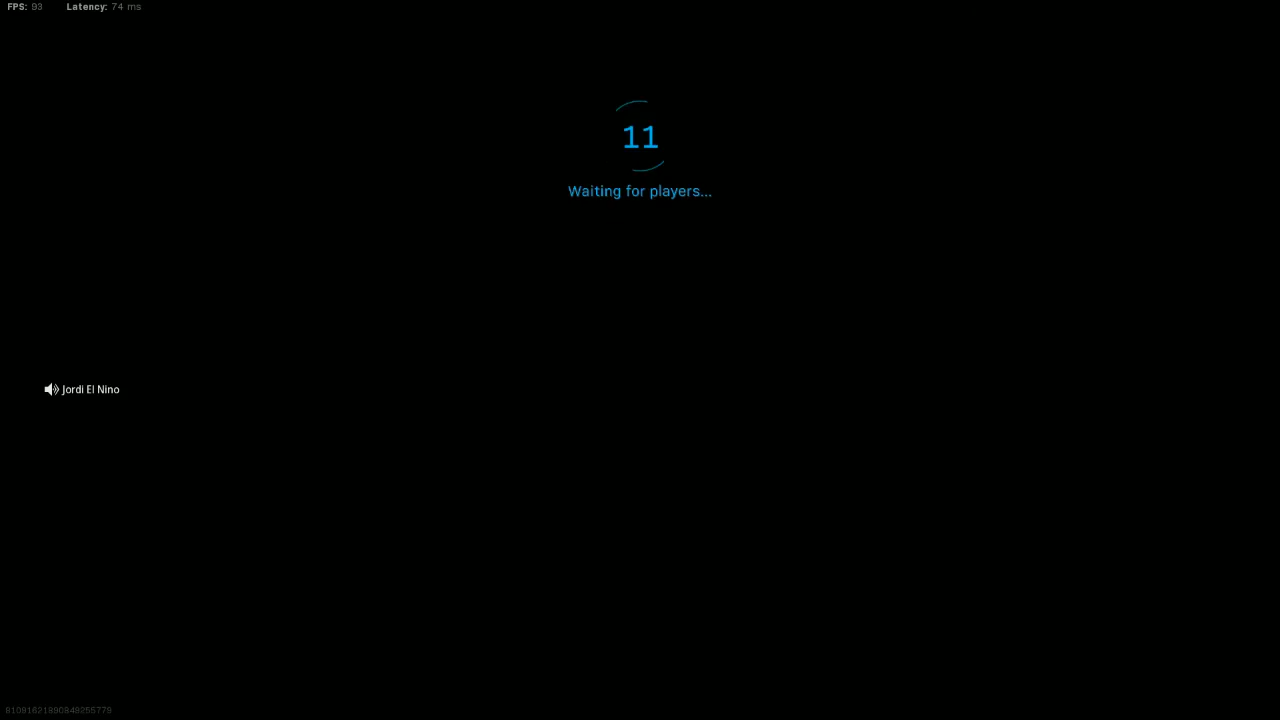 FPS: 93 Latency: 74 ms
11
Waiting for players...
Jordi El Nino